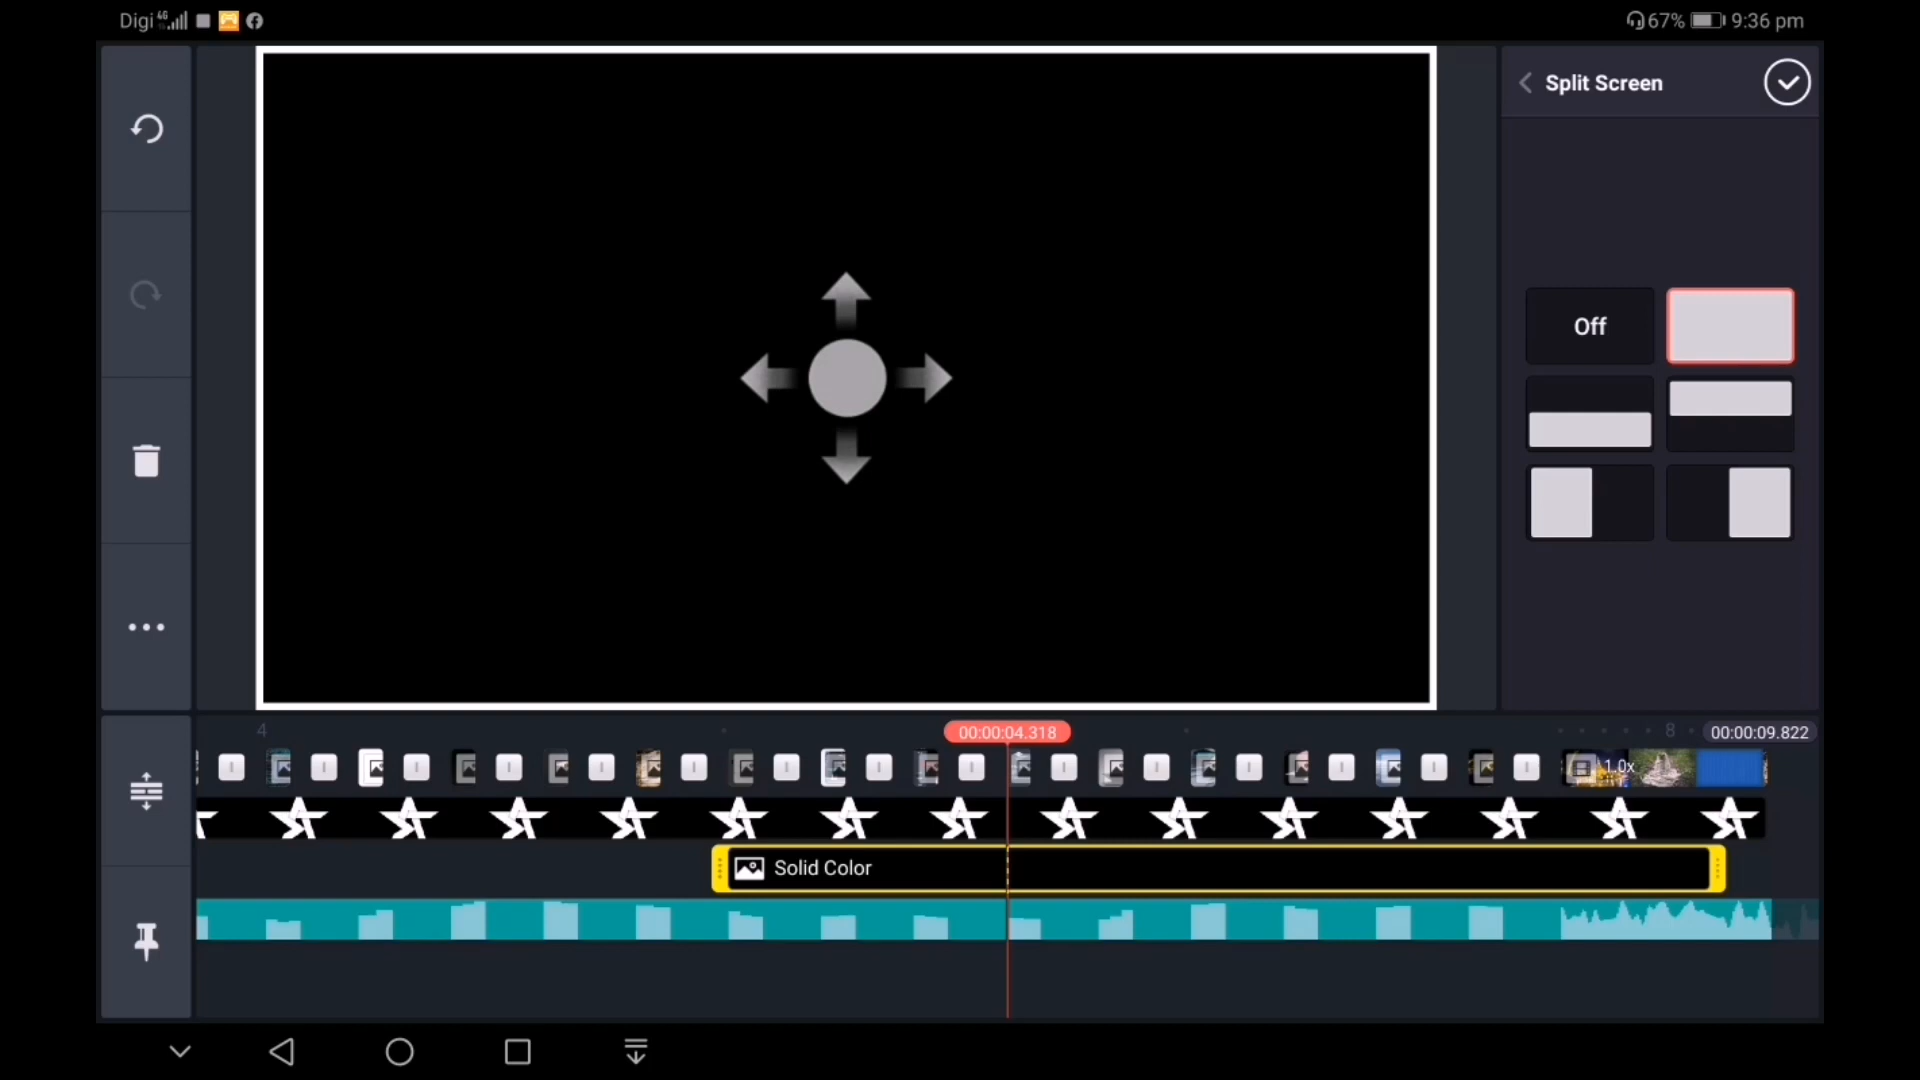 Digi 4G 67% 9:36 pm
Split Screen
Off
4 00:00:04.318 8 00:00:09.822
1.0x
Solid Color